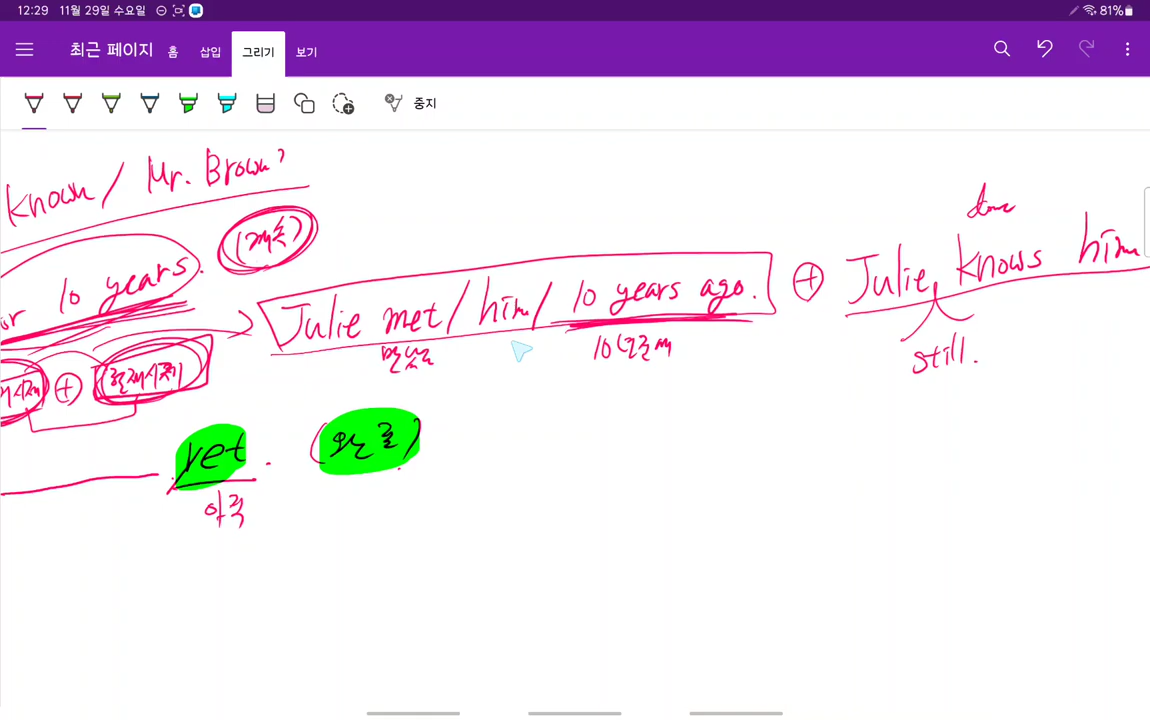 12:29 11월 29일 수요일 81%
최근 페이지 홈 삽입 그리기 보기
중지
known / Mr. Brown?
or 10 years. (계속)
Julie met / him / 10 years ago. + Julie knows him
만났다 10년 전에
still.
+ 현재시제
yet. (완료)
아직